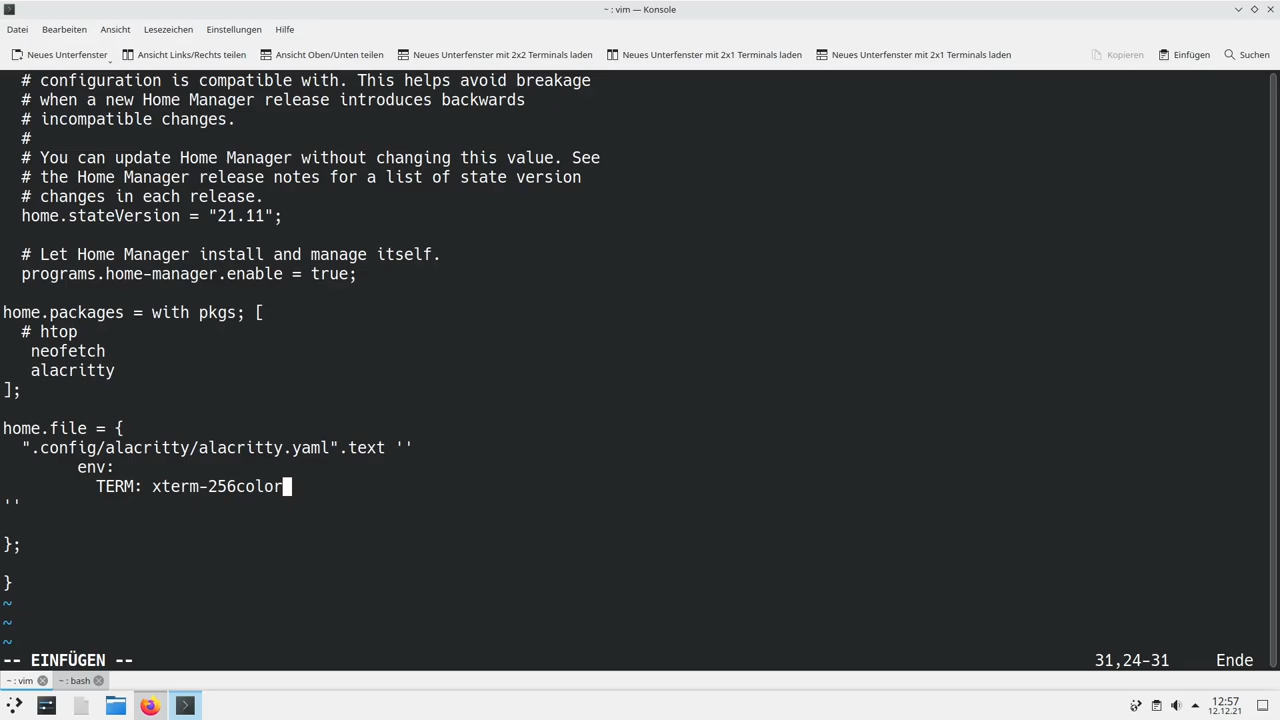 ~ : vim — Konsole
Datei Bearbeiten Ansicht Lesezeichen Einstellungen Hilfe
Neues Unterfenster Ansicht Links/Rechts teilen Ansicht Oben/Unten teilen Neues Unterfenster mit 2x2 Terminals laden Neues Unterfenster mit 2x1 Terminals laden Neues Unterfenster mit 2x1 Terminals laden Kopieren Einfügen Suchen
# configuration is compatible with. This helps avoid breakage
# when a new Home Manager release introduces backwards
# incompatible changes.
#
# You can update Home Manager without changing this value. See
# the Home Manager release notes for a list of state version
# changes in each release.
home.stateVersion = "21.11";
# Let Home Manager install and manage itself.
programs.home-manager.enable = true;
home.packages = with pkgs; [
# htop
neofetch
alacritty
];
home.file = {
".config/alacritty/alacritty.yaml".text ''
env:
TERM: xterm-256color
''
};
}
~
~
~
-- EINFÜGEN -- 31,24-31 Ende
~ : vim ~ : bash
12:57
12.12.21